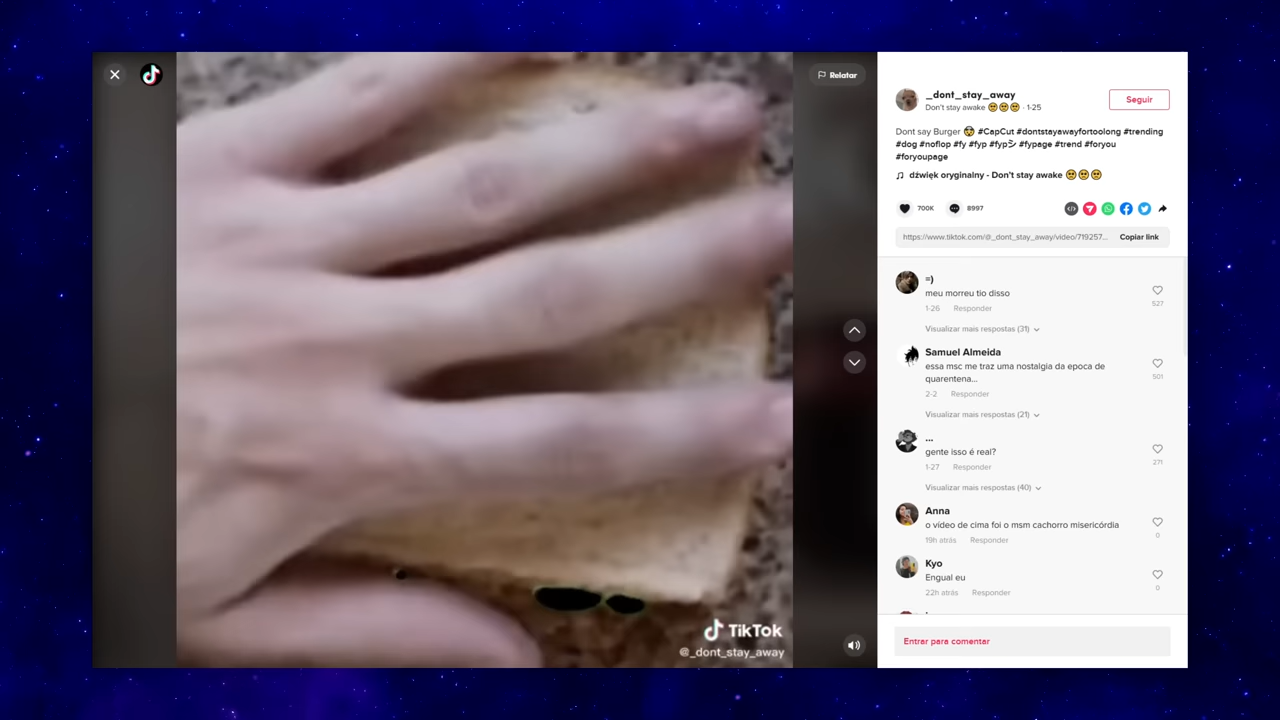 Relatar
TikTok
@_dont_stay_away
_dont_stay_away
Don't stay awake 😍😍😍 · 1-25
Seguir
Dont say Burger 🤯 #CapCut #dontstayawayfortoolong #trending
#dog #noflop #fy #fyp #fypシ #fypage #trend #foryou
#foryoupage
♫ dźwięk oryginalny - Don't stay awake 😍😍😍
700K
8997
https://www.tiktok.com/@_dont_stay_away/video/719257...
Copiar link
=)
meu morreu tio disso
1-26 Responder
527
Visualizar mais respostas (31)
Samuel Almeida
essa msc me traz uma nostalgia da epoca de
quarentena...
501
2-2 Responder
Visualizar mais respostas (21)
...
gente isso é real?
271
1-27 Responder
Visualizar mais respostas (40)
Anna
o vídeo de cima foi o msm cachorro misericórdia
0
19h atrás Responder
Kyo
Engual eu
0
22h atrás Responder
Entrar para comentar